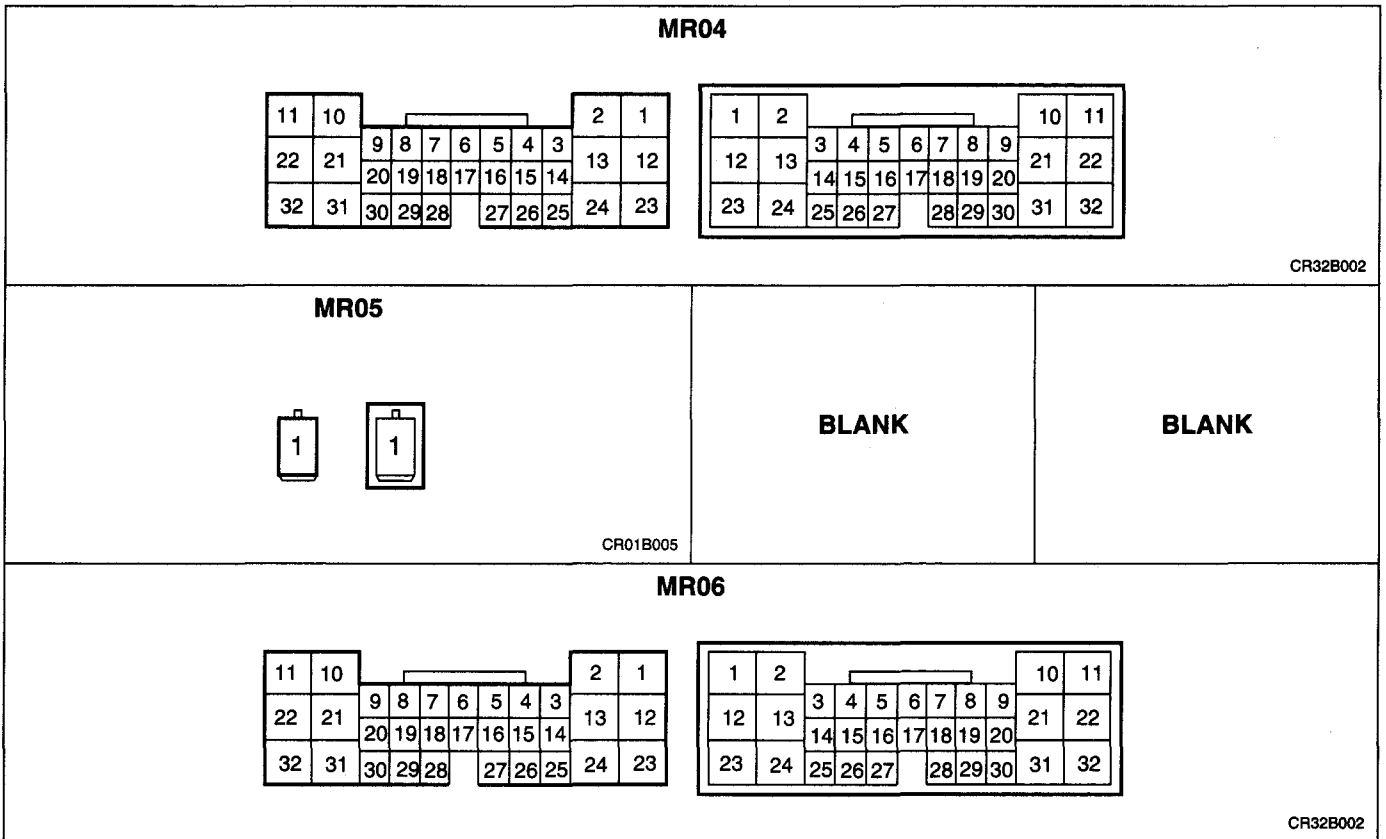 MR04
11 10 2 1 1 2 10 11
9 8 7 6 5 4 3 3 4 5 6 7 8 9
22 21 13 12 12 13 21 22
20 19 18 17 16 15 14 14 15 16 17 18 19 20
32 31 30 29 28 27 26 25 24 23 23 24 25 26 27 28 29 30 31 32
CR32B002
MR05
BLANK BLANK
1 1
CR01B005
MR06
11 10 2 1 1 2 10 11
9 8 7 6 5 4 3 3 4 5 6 7 8 9
22 21 13 12 12 13 21 22
20 19 18 17 16 15 14 14 15 16 17 18 19 20
32 31 30 29 28 27 26 25 24 23 23 24 25 26 27 28 29 30 31 32
CR32B002